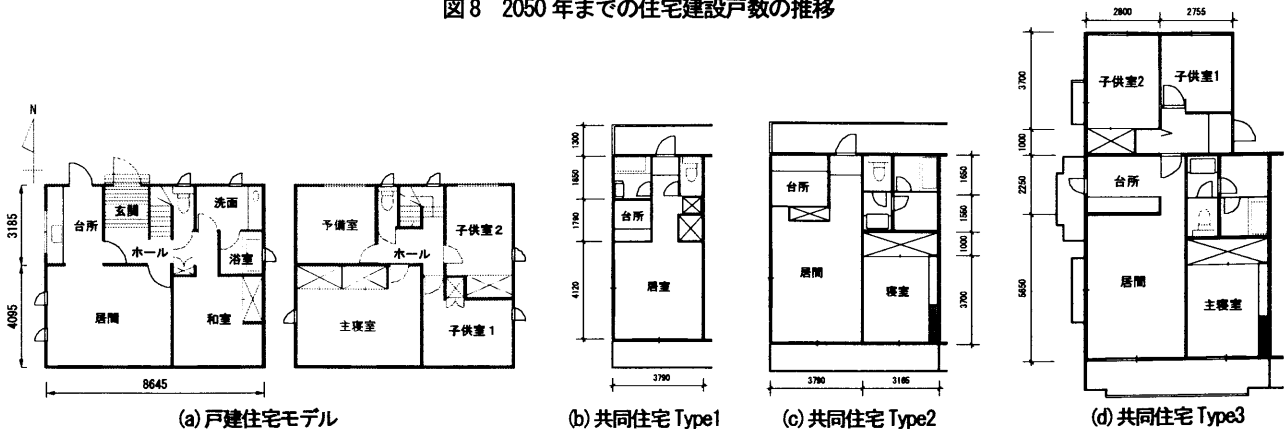 図8 2050年までの住宅建設戸数の推移
N
3185
4095
8645
台所
玄関
ホール
洗面
浴室
居間
和室
予備室
ホール
子供室2
主寝室
子供室1
(a)戸建住宅モデル
1300
1650
1790
4120
台所
居室
3790
(b)共同住宅 Type1
台所
居間
寝室
1650
1000
3700
3790
(c)共同住宅 Type2
2800
2755
3700
1000
2250
子供室2
子供室1
台所
居間
主寝室
(d)共同住宅 Type3